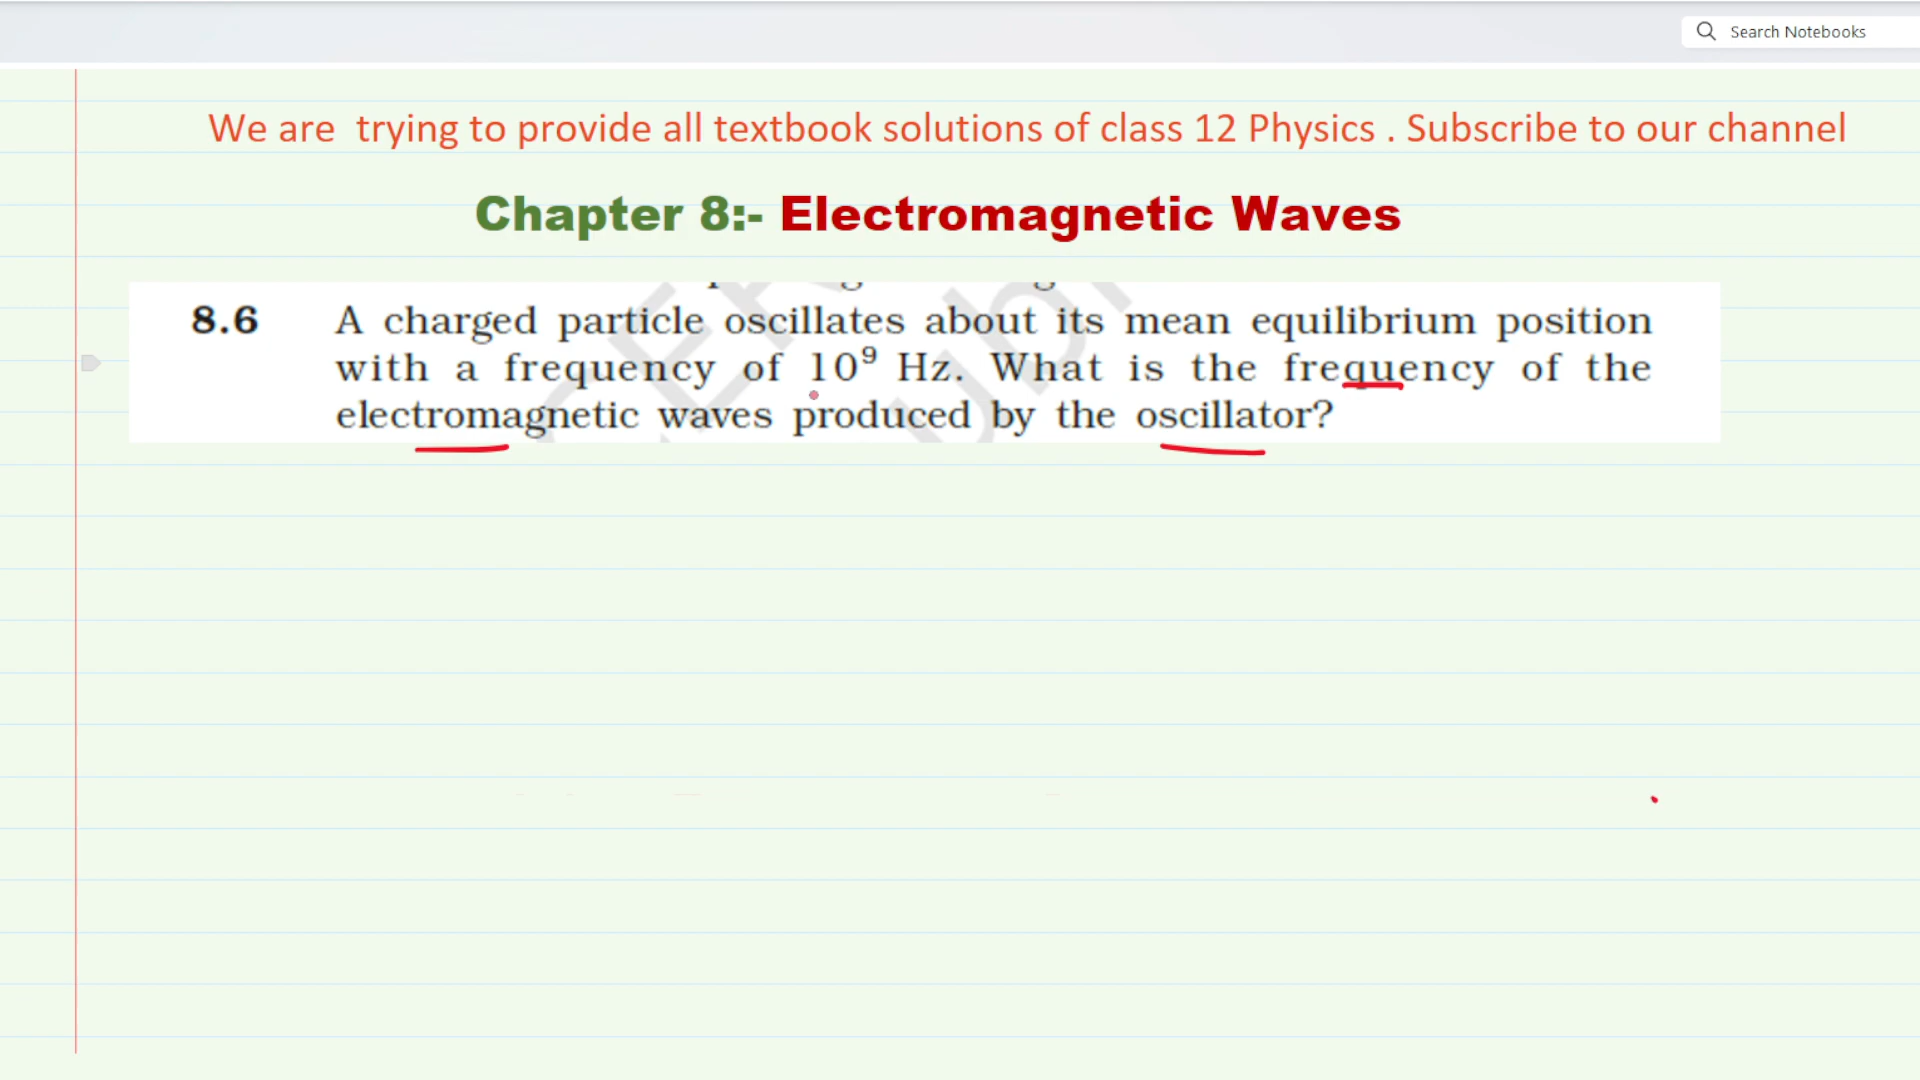 Search Notebooks
We are trying to provide all textbook solutions of class 12 Physics . Subscribe to our channel
Chapter 8:- Electromagnetic Waves
8.6 A charged particle oscillates about its mean equilibrium position
with a frequency of 10⁹ Hz. What is the frequency of the
electromagnetic waves produced by the oscillator?